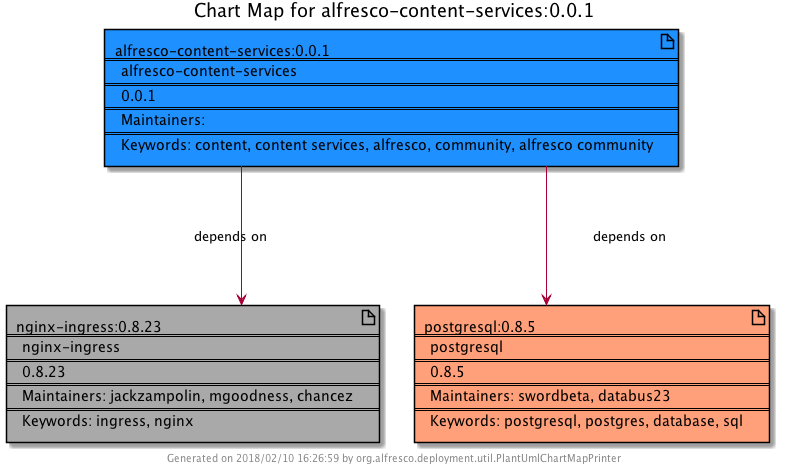 Chart Map for alfresco-content-services:0.0.1
alfresco-content-services:0.0.1
alfresco-content-services
0.0.1
Maintainers:
Keywords: content, content services, alfresco, community, alfresco community
depends on
depends on
nginx-ingress:0.8.23
nginx-ingress
0.8.23
Maintainers: jackzampolin, mgoodness, chancez
Keywords: ingress, nginx
postgresql:0.8.5
postgresql
0.8.5
Maintainers: swordbeta, databus23
Keywords: postgresql, postgres, database, sql
Generated on 2018/02/10 16:26:59 by org.alfresco.deployment.util.PlantUmlChartMapPrinter